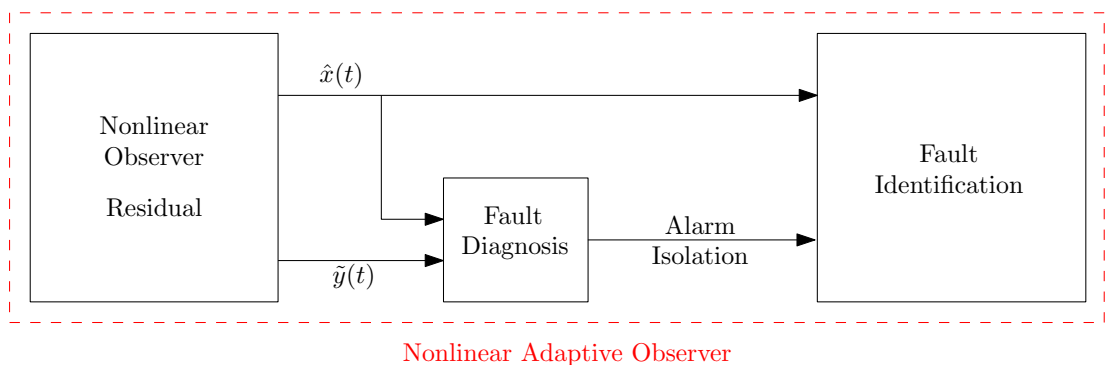 x̂(t)
Nonlinear
Observer
Residual
ỹ(t)
Fault
Diagnosis
Alarm
Isolation
Fault
Identification
Nonlinear Adaptive Observer